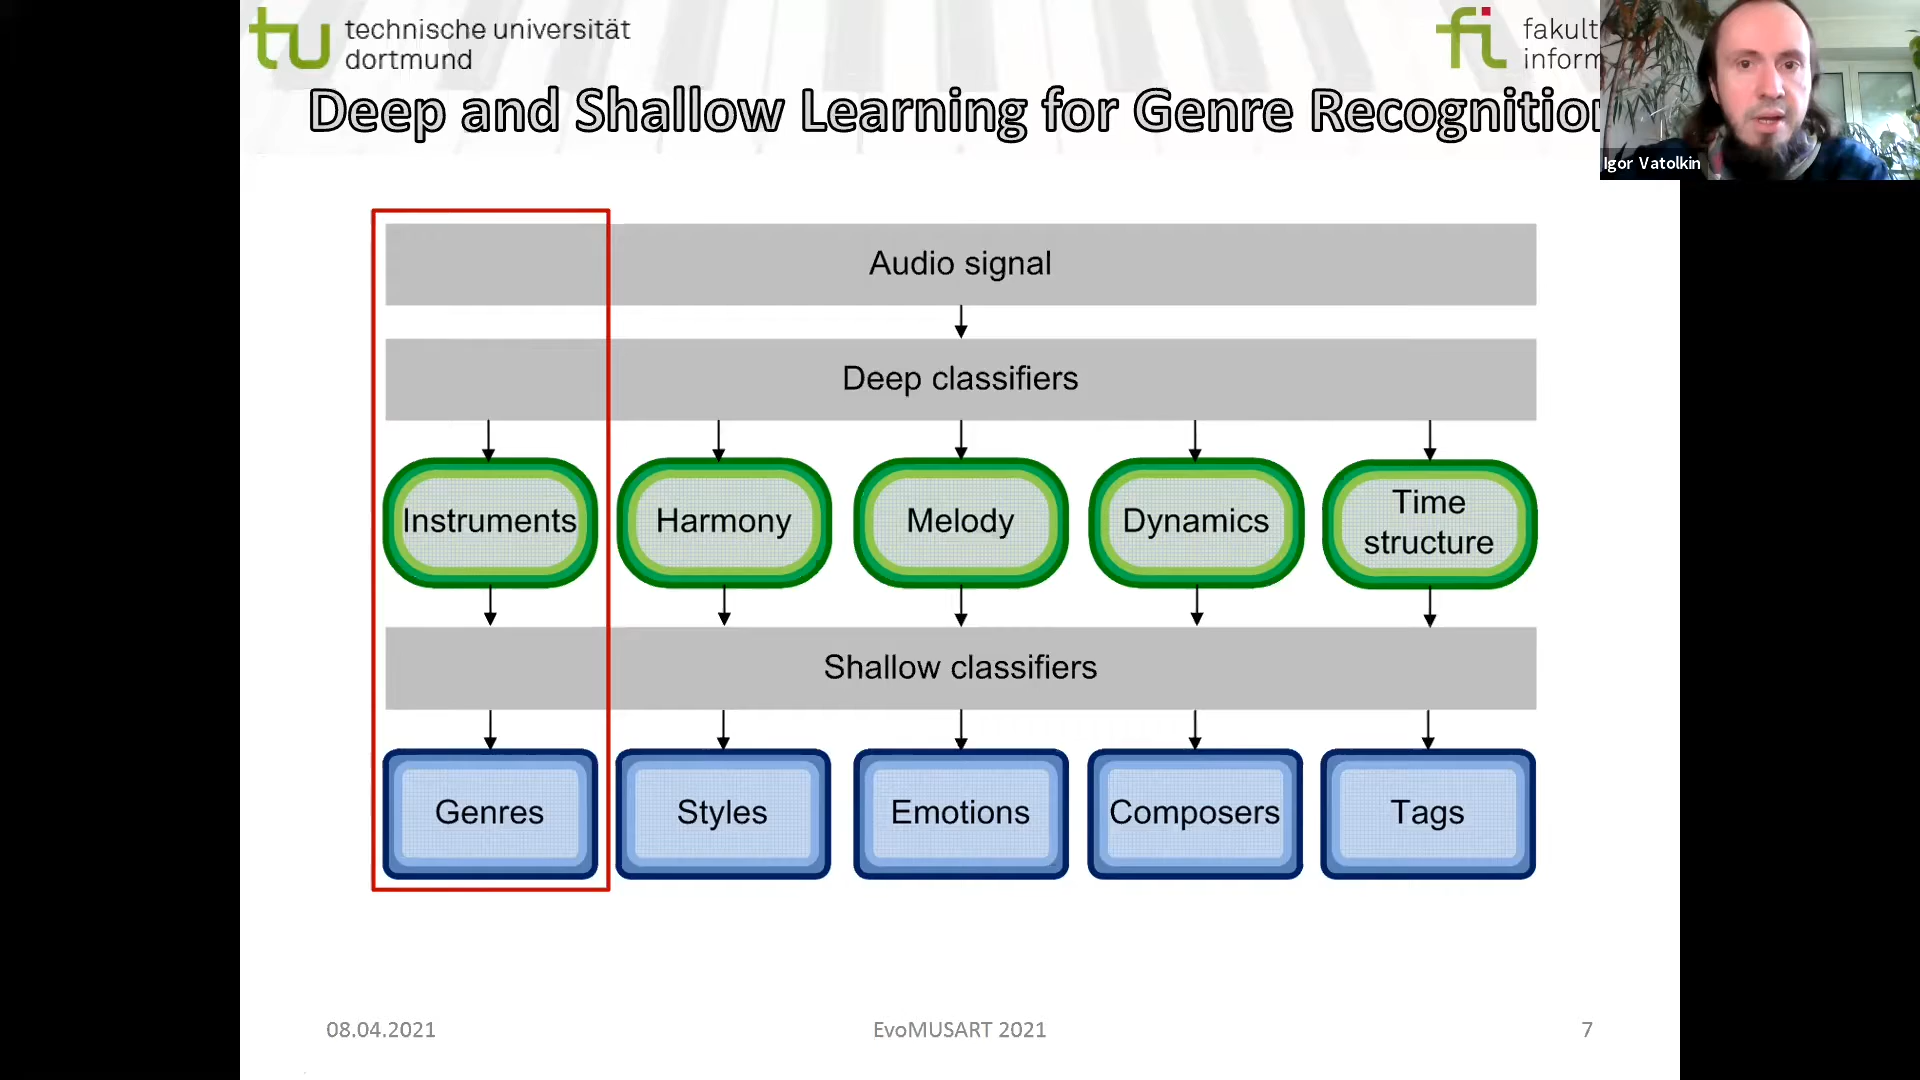 technische universität
dortmund
fakult
inform
Deep and Shallow Learning for Genre Recognition
Igor Vatolkin
Audio signal
Deep classifiers
Instruments
Harmony
Melody
Dynamics
Time
structure
Shallow classifiers
Genres
Styles
Emotions
Composers
Tags
08.04.2021
EvoMUSART 2021
7